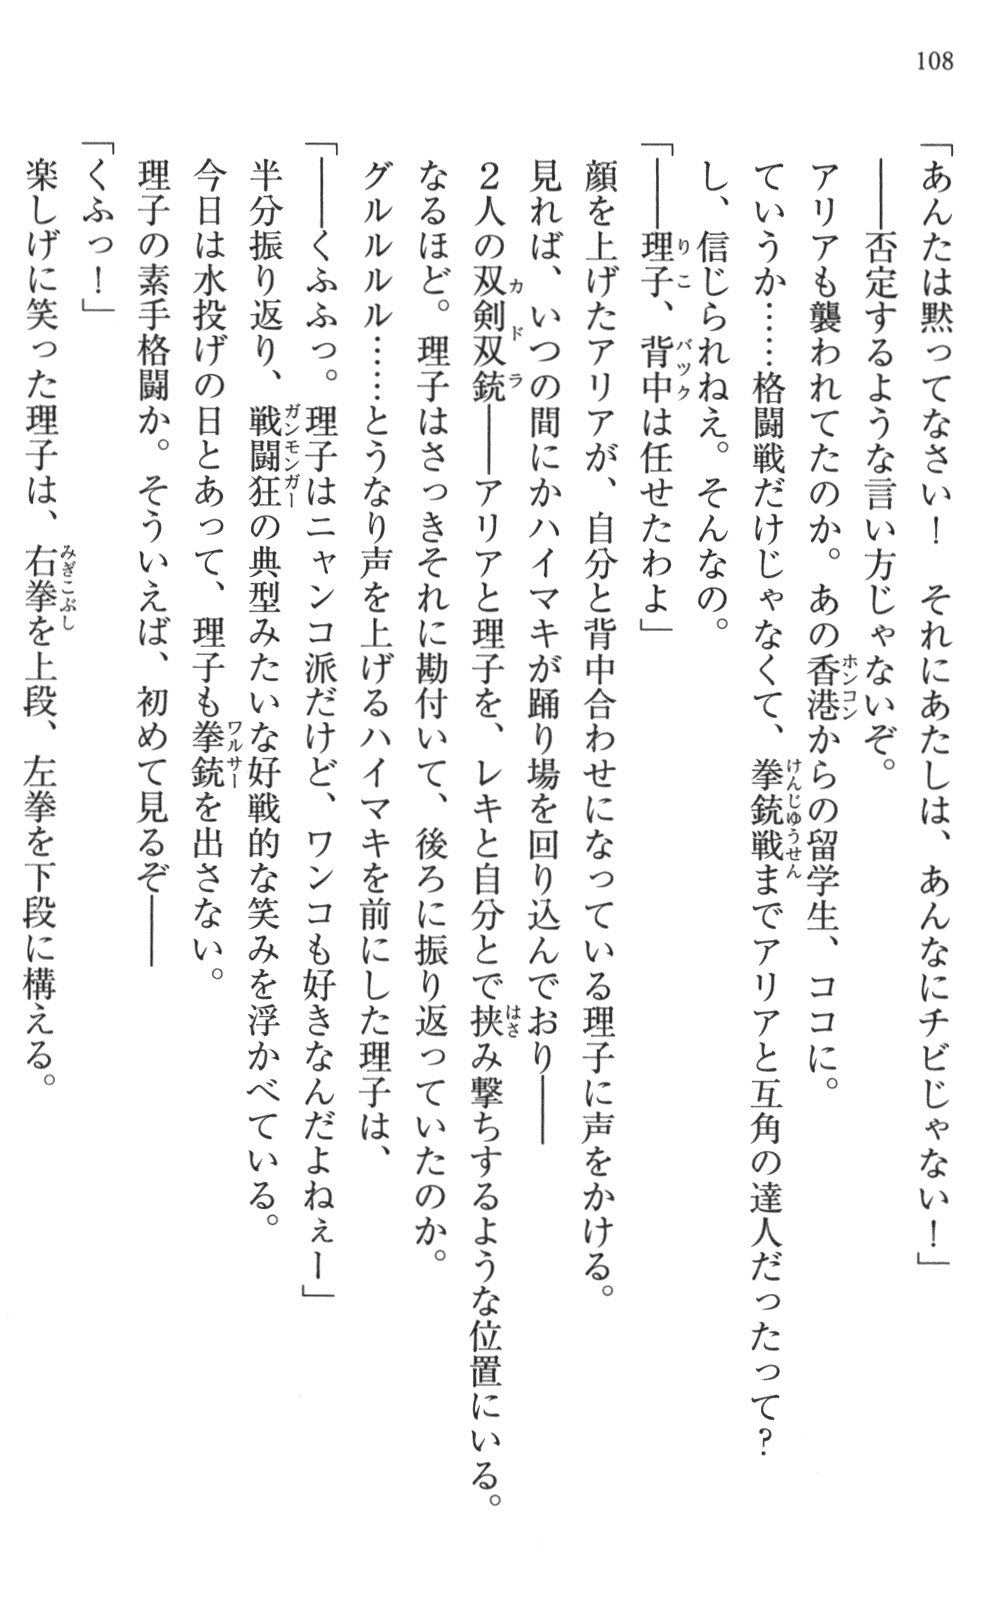 108
「あんたは黙ってなさい！　それにあたしは、あんなにチビじゃない！」
――否定するような言い方じゃないぞ。
アリアも襲われてたのか。あの香港からの留学生、ココに。
ていうか……格闘戦だけじゃなくて、拳銃戦までアリアと互角の達人だったって？
し、信じられねえ。そんなの。
「――理子、背中は任せたわよ」
顔を上げたアリアが、自分と背中合わせになっている理子に声をかける。
見れば、いつの間にかハイマキが踊り場を回り込んでおり――
２人の双剣双銃――アリアと理子を、レキと自分とで挟み撃ちするような位置にいる。
なるほど。理子はさっきそれに勘付いて、後ろに振り返っていたのか。
グルルルル……とうなり声を上げるハイマキを前にした理子は、
「――くふふっ。理子はニャンコ派だけど、ワンコも好きなんだよねぇー」
半分振り返り、戦闘狂の典型みたいな好戦的な笑みを浮かべている。
今日は水投げの日とあって、理子も拳銃を出さない。
理子の素手格闘か。そういえば、初めて見るぞ――
「くふっ！」
楽しげに笑った理子は、右拳を上段、左拳を下段に構える。